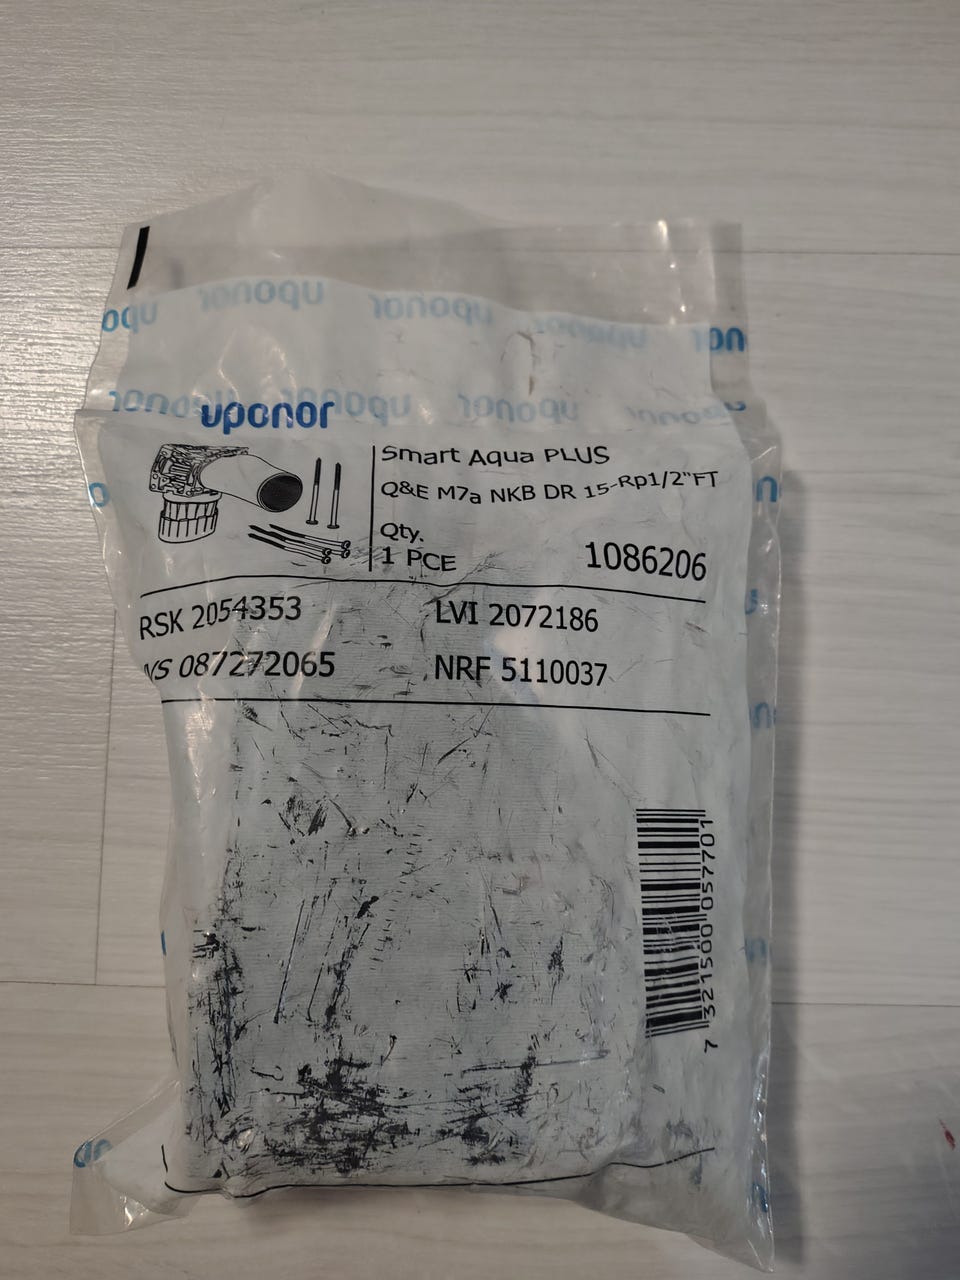 uponor
Smart Aqua PLUS
Q&E M7a NKB DR 15-Rp1/2"FT
Qty.
1 PCE
1086206
RSK 2054353
LVI 2072186
VS 087272065
NRF 5110037
7 321500 057701